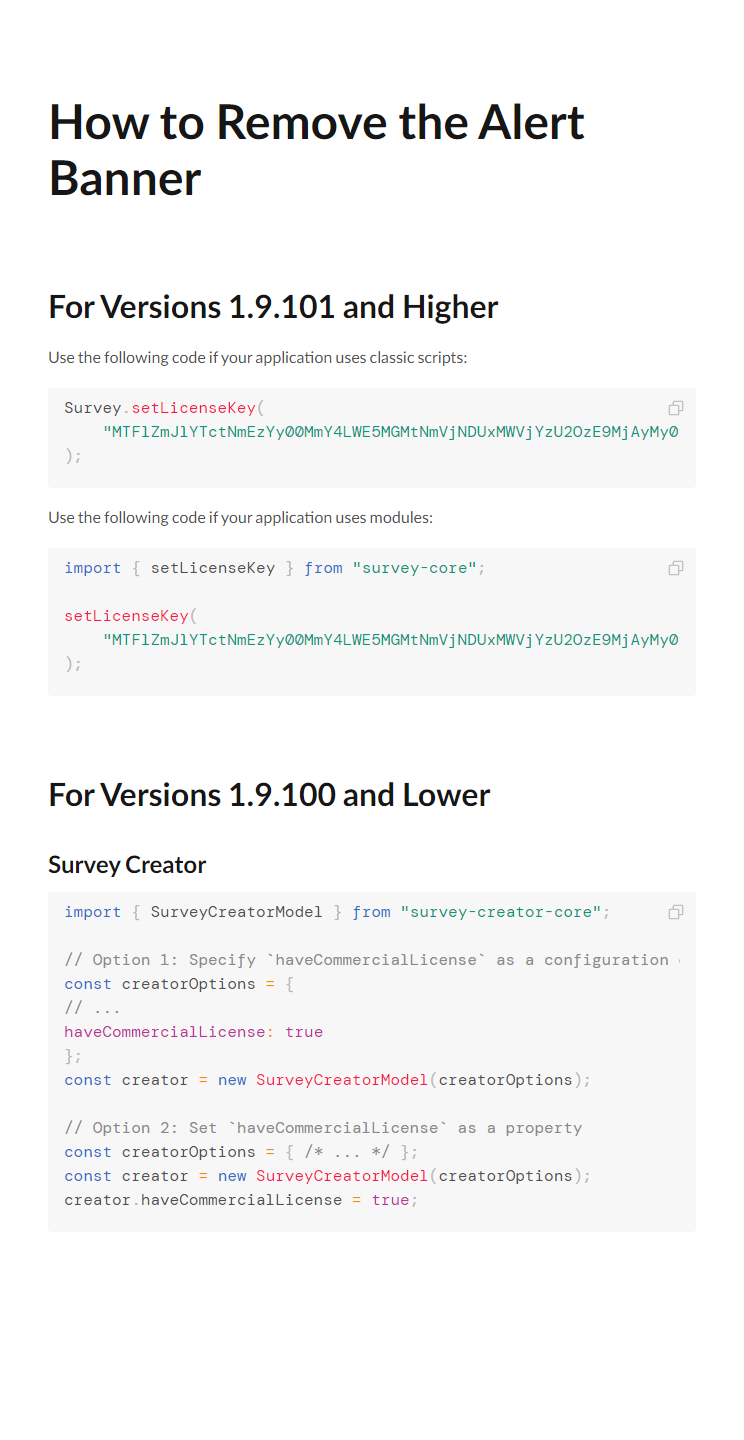 How to Remove the Alert
Banner
For Versions 1.9.101 and Higher
Use the following code if your application uses classic scripts:
Survey.setLicenseKey(
    "MTFlZmJlYTctNmEzYy00MmY4LWE5MGMtNmVjNDUxMWVjYzU2OzE9MjAyMy0
);
Use the following code if your application uses modules:
import { setLicenseKey } from "survey-core";
setLicenseKey(
    "MTFlZmJlYTctNmEzYy00MmY4LWE5MGMtNmVjNDUxMWVjYzU2OzE9MjAyMy0
);
For Versions 1.9.100 and Lower
Survey Creator
import { SurveyCreatorModel } from "survey-creator-core";
// Option 1: Specify `haveCommercialLicense` as a configuration
const creatorOptions = {
// ...
haveCommercialLicense: true
};
const creator = new SurveyCreatorModel(creatorOptions);
// Option 2: Set `haveCommercialLicense` as a property
const creatorOptions = { /* ... */ };
const creator = new SurveyCreatorModel(creatorOptions);
creator.haveCommercialLicense = true;